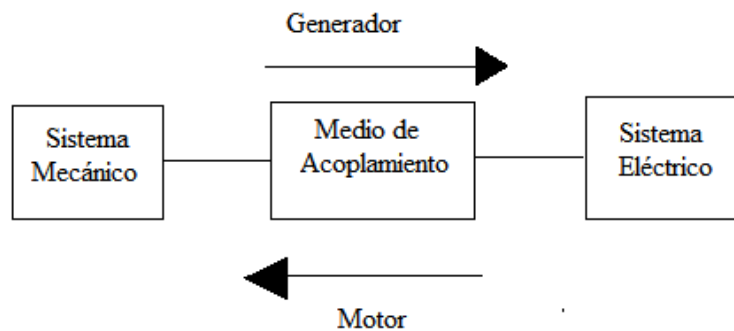 Generador
Sistema
Mecánico
Medio de
Acoplamiento
Sistema
Eléctrico
Motor